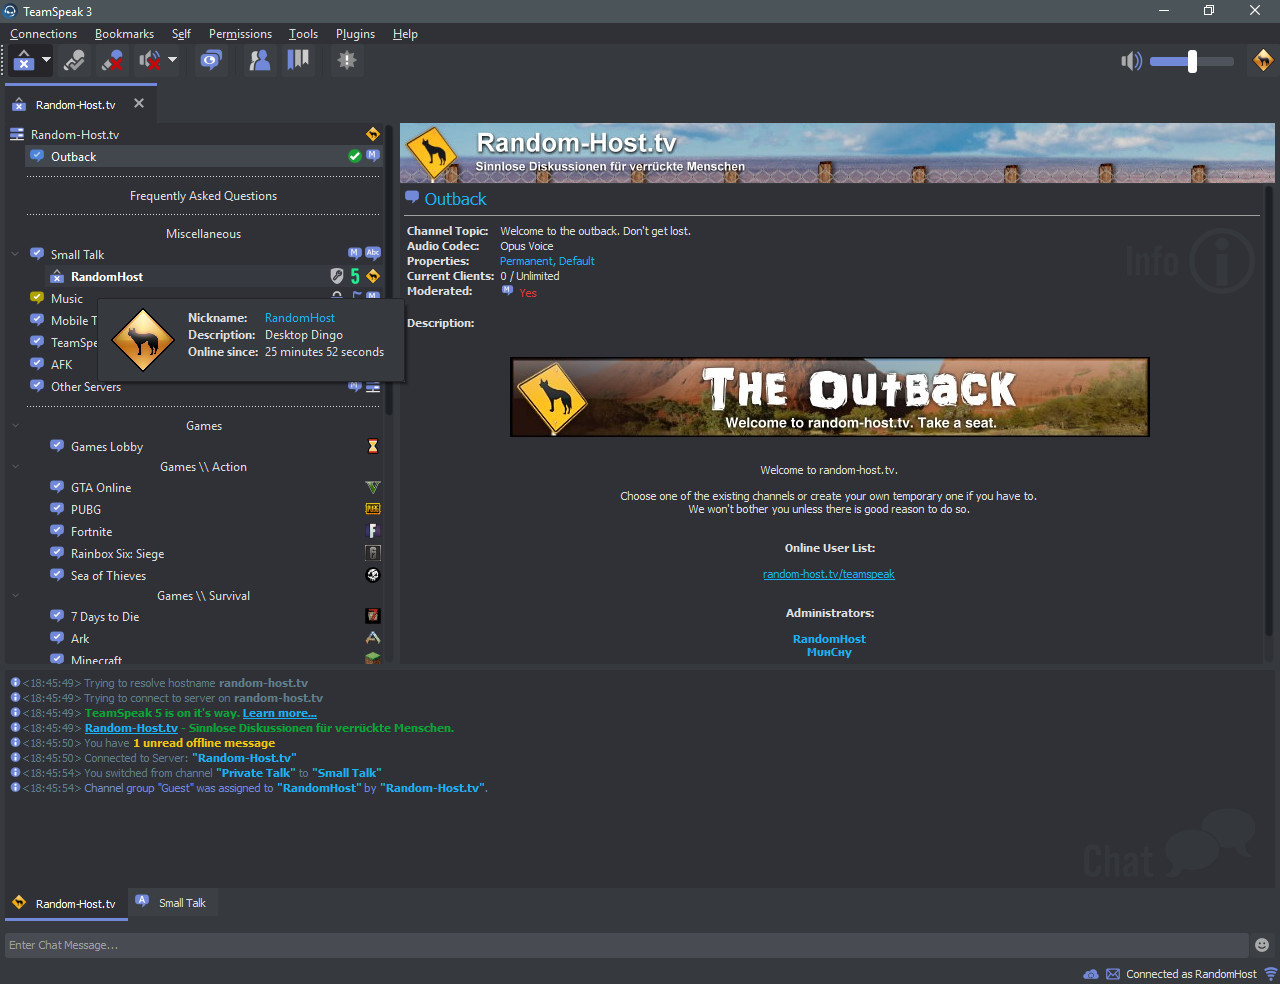 TeamSpeak 3
Connections Bookmarks Self Permissions Tools Plugins Help
Random-Host.tv
Random-Host.tv
Outback
Frequently Asked Questions
Miscellaneous
Small Talk
RandomHost 5
Music
Mobile T
TeamSpe
AFK
Other Servers
Nickname: RandomHost
Description: Desktop Dingo
Online since: 25 minutes 52 seconds
Games
Games Lobby
Games \\ Action
GTA Online
PUBG
Fortnite
Rainbox Six: Siege
Sea of Thieves
Games \\ Survival
7 Days to Die
Ark
Minecraft
Random-Host.tv
Sinnlose Diskussionen für verrückte Menschen
Outback
Info
Channel Topic: Welcome to the outback. Don't get lost.
Audio Codec: Opus Voice
Properties: Permanent, Default
Current Clients: 0 / Unlimited
Moderated: Yes
Description:
The Outback
Welcome to random-host.tv. Take a seat.
Welcome to random-host.tv.
Choose one of the existing channels or create your own temporary one if you have to.
We won't bother you unless there is good reason to do so.
Online User List:
random-host.tv/teamspeak
Administrators:
RandomHost
MᴜʜCʜy
<18:45:49> Trying to resolve hostname random-host.tv
<18:45:49> Trying to connect to server on random-host.tv
<18:45:49> TeamSpeak 5 is on it's way. Learn more...
<18:45:49> Random-Host.tv - Sinnlose Diskussionen für verrückte Menschen.
<18:45:50> You have 1 unread offline message
<18:45:50> Connected to Server: "Random-Host.tv"
<18:45:54> You switched from channel "Private Talk" to "Small Talk"
<18:45:54> Channel group "Guest" was assigned to "RandomHost" by "Random-Host.tv".
Chat
Random-Host.tv
Small Talk
Enter Chat Message...
Connected as RandomHost